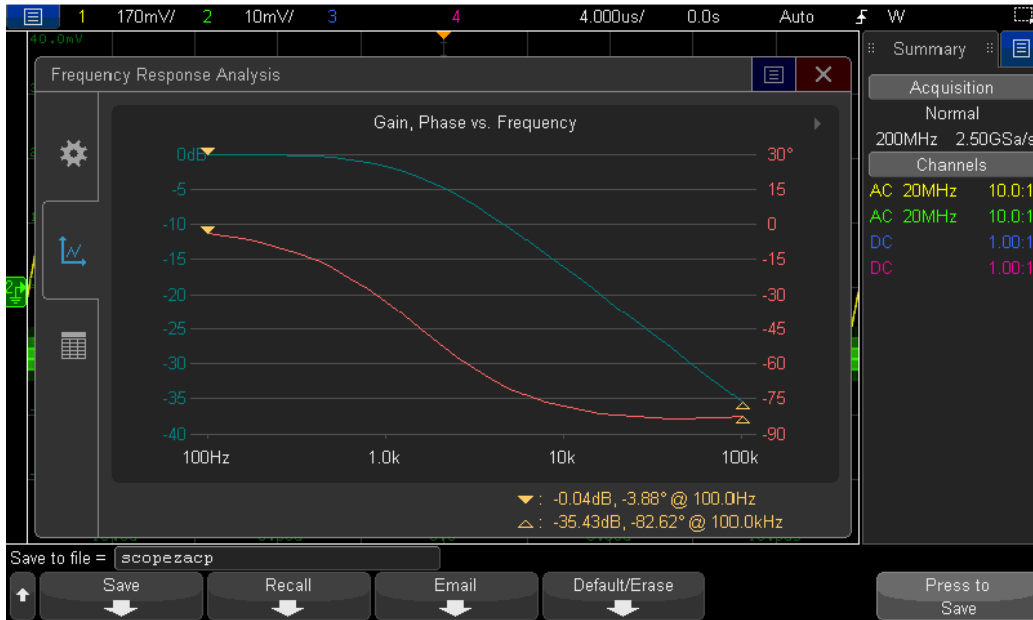 1 170mV/ 2 10mV/ 3 4 4.000us/ 0.0s Auto W
40.0mV
Summary
Frequency Response Analysis
Acquisition
Normal
200MHz 2.50GSa/s
Channels
AC 20MHz 10.0:1
AC 20MHz 10.0:1
DC 1.00:1
DC 1.00:1
Gain, Phase vs. Frequency
0dB 30°
-5 15
-10 0
-15 -15
-20 -30
-25 -45
-30 -60
-35 -75
-40 -90
100Hz 1.0k 10k 100k
-0.04dB, -3.88° @ 100.0Hz
-35.43dB, -82.62° @ 100.0kHz
2
Save to file = scopezacp
Save Recall Email Default/Erase Press to
Save